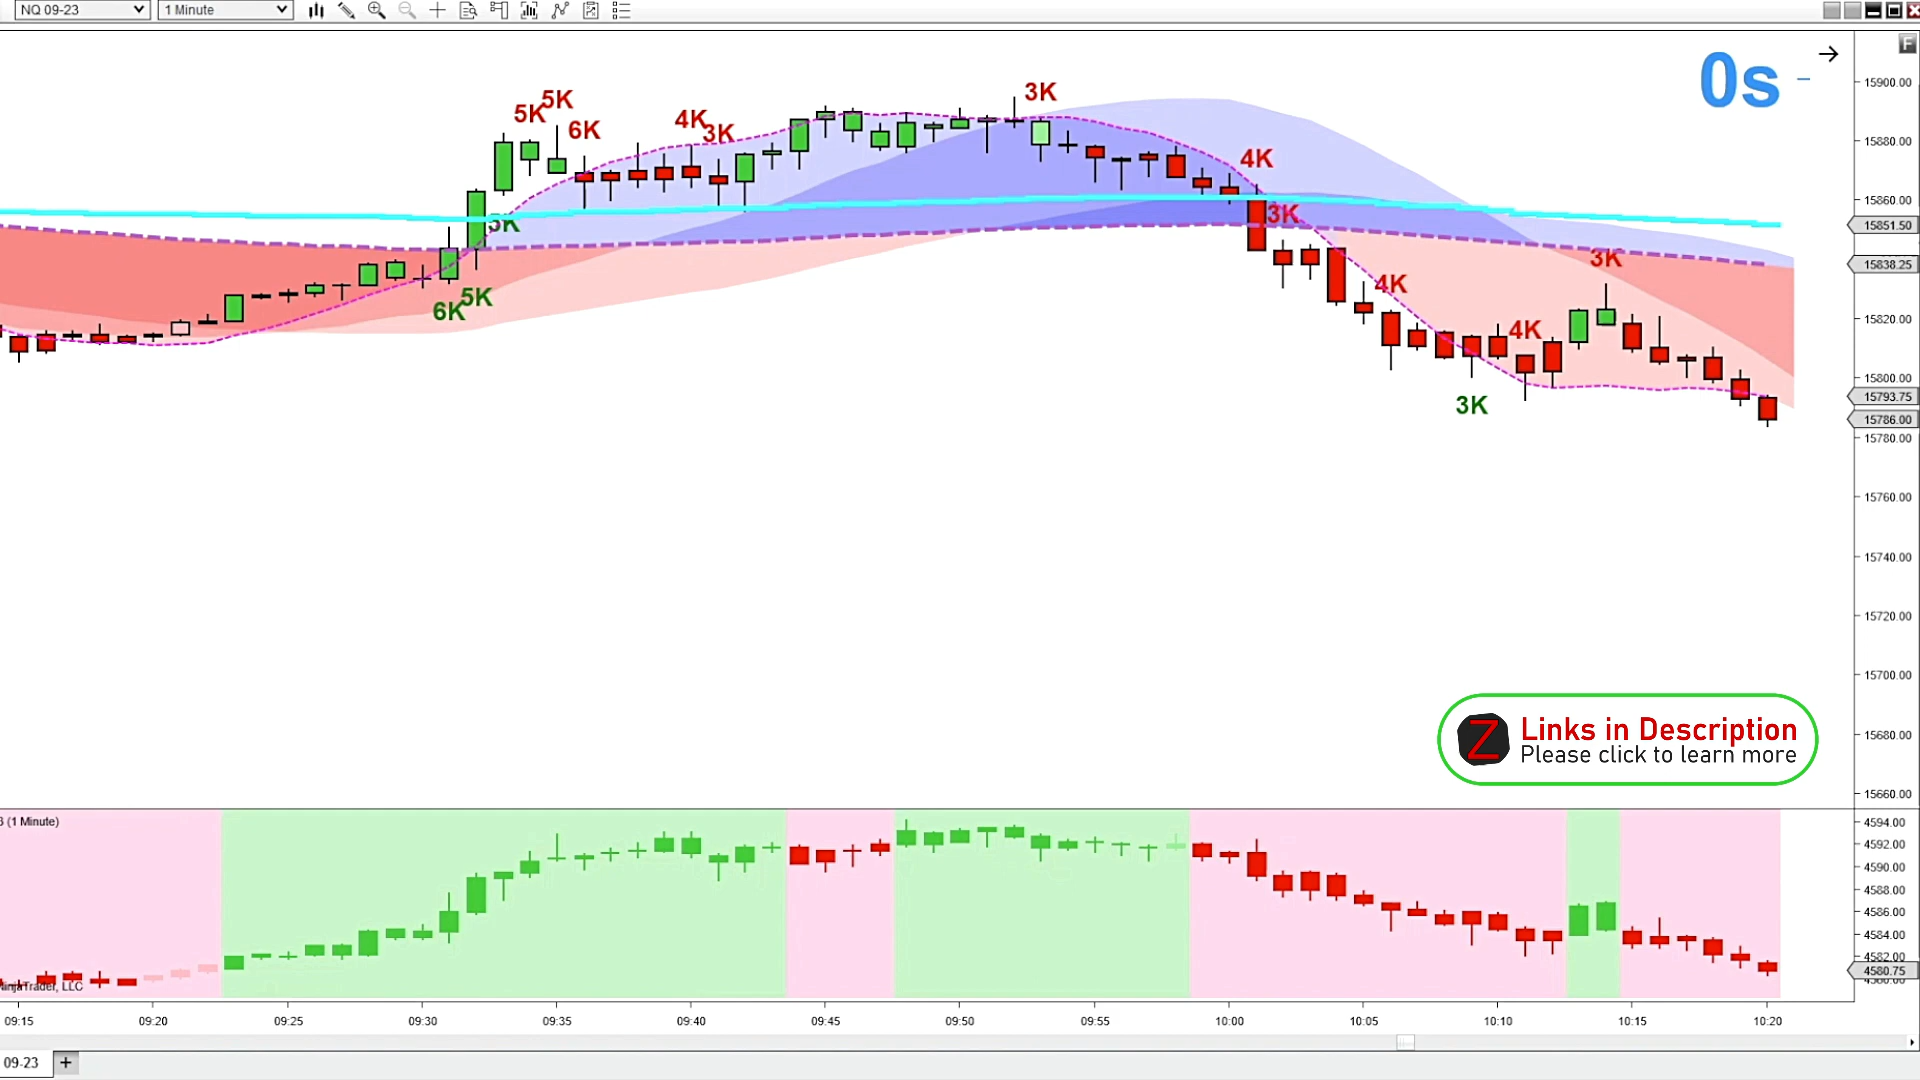 NQ 09-23
1 Minute
F
0s
15900.00
15880.00
15860.00
15851.50
15838.25
15820.00
15800.00
15793.75
15786.00
15780.00
15760.00
15740.00
15720.00
15700.00
15680.00
15660.00
5K
5K
6K
4K
3K
3K
4K
3K
3K
5K
6K
3K
4K
4K
3K
3K
Z
Links in Description
Please click to learn more
3 (1 Minute)
4594.00
4592.00
4590.00
4588.00
4586.00
4584.00
4582.00
4580.75
NinjaTrader, LLC
09:15
09:20
09:25
09:30
09:35
09:40
09:45
09:50
09:55
10:00
10:05
10:10
10:15
10:20
09-23
+